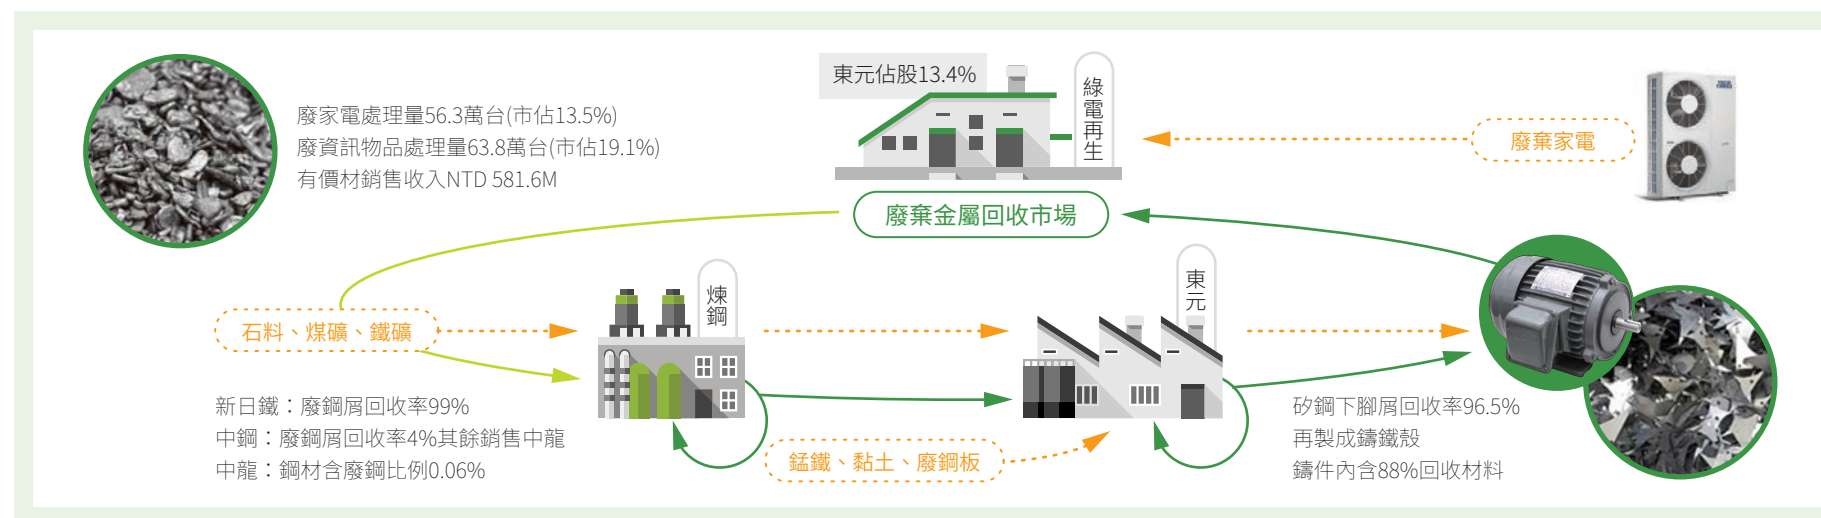 東元佔股13.4%
綠電再生
廢家電處理量56.3萬台(市佔13.5%)
廢資訊物品處理量63.8萬台(市佔19.1%)
有價材銷售收入NTD 581.6M
廢棄家電
廢棄金屬回收市場
石料、煤礦、鐵礦
煉鋼
東元
新日鐵：廢鋼屑回收率99%
中鋼：廢鋼屑回收率4%其餘銷售中龍
中龍：鋼材含廢鋼比例0.06%
錳鐵、黏土、廢鋼板
矽鋼下腳屑回收率96.5%
再製成鑄鐵殼
鑄件內含88%回收材料